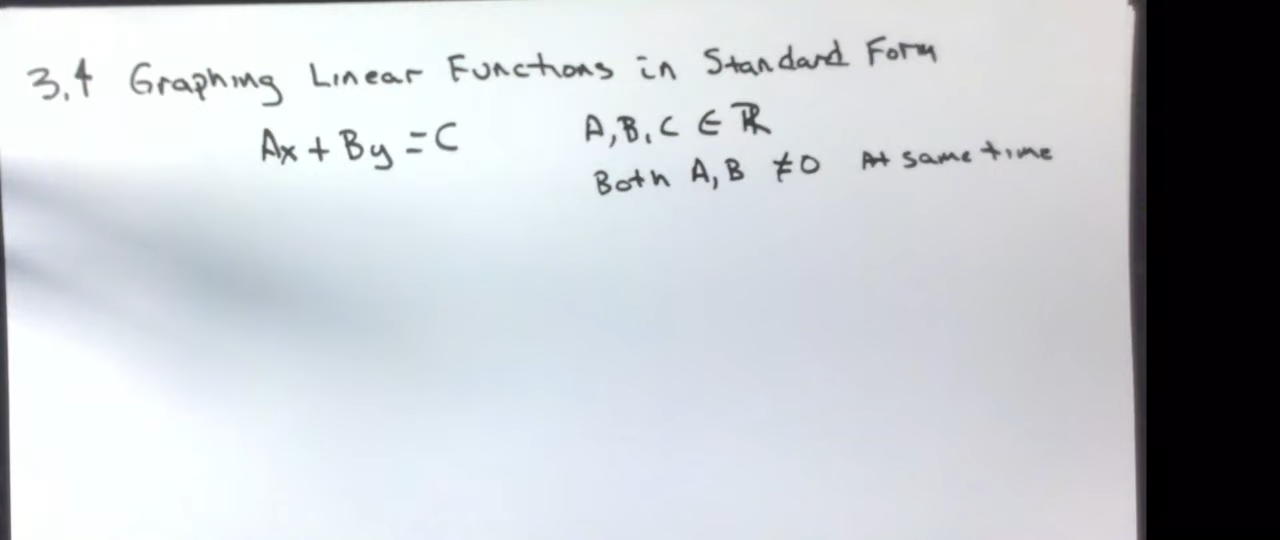 3.4 Graphing Linear Functions in Standard Form
Ax + By = C
A, B, C ∈ ℝ
Both A, B ≠ 0 At same time